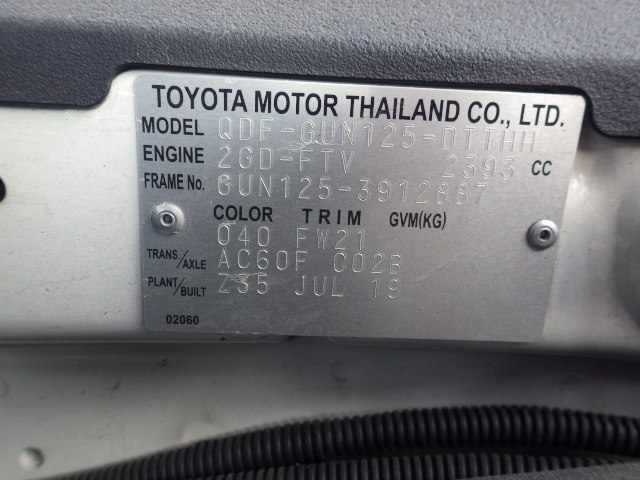 TOYOTA MOTOR THAILAND CO., LTD.
MODEL QDF-GUN125-DTTHH
ENGINE 2GD-FTV 2393 CC
FRAME No. GUN125-3912887
COLOR TRIM GVM(KG)
040 FW21
TRANS./AXLE AC60F C02B
PLANT/BUILT Z35 JUL 19
02060